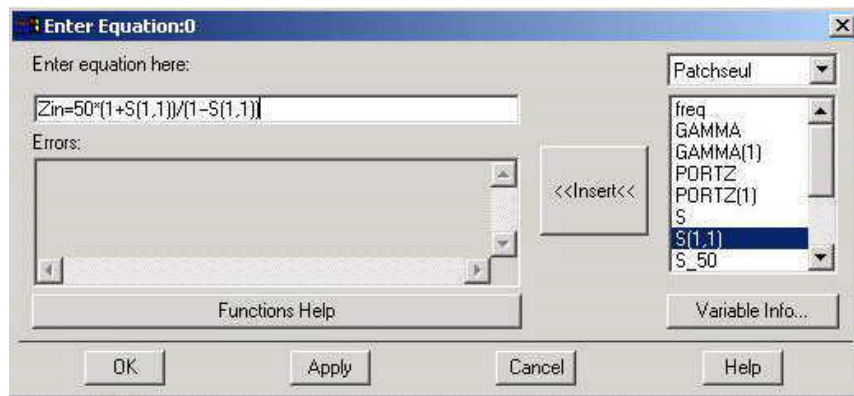 Enter Equation:0
Enter equation here:
Patchseul
Zin=50*(1+S(1,1))/(1-S(1,1))
Errors:
<<Insert<<
freq
GAMMA
GAMMA(1)
PORTZ
PORTZ(1)
S
S(1,1)
S_50
Functions Help
Variable Info...
OK
Apply
Cancel
Help